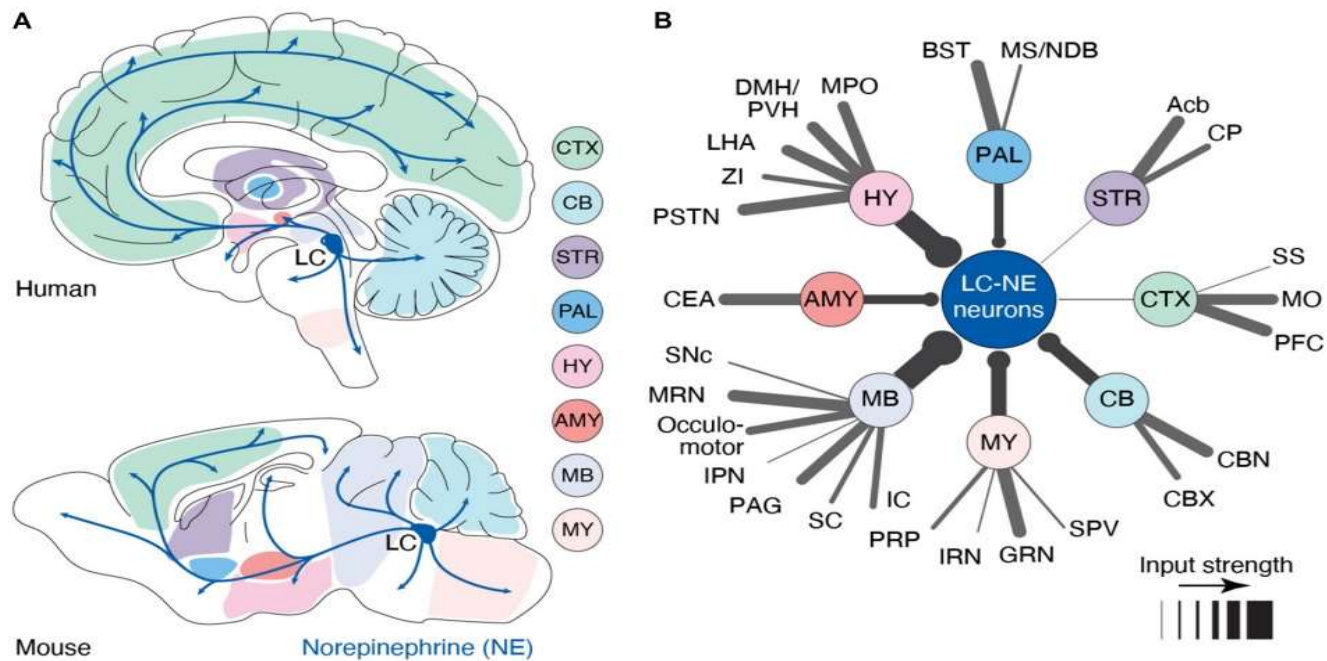 A
LC
Human
LC
Mouse
Norepinephrine (NE)
CTX
CB
STR
PAL
HY
AMY
MB
MY
B
BST
MS/NDB
DMH/
PVH
MPO
LHA
ZI
PSTN
HY
PAL
Acb
CP
STR
CEA
AMY
LC-NE
neurons
CTX
SS
MO
PFC
SNc
MRN
Occulo-
motor
IPN
PAG
SC
IC
MB
PRP
IRN
GRN
SPV
MY
CB
CBN
CBX
Input strength